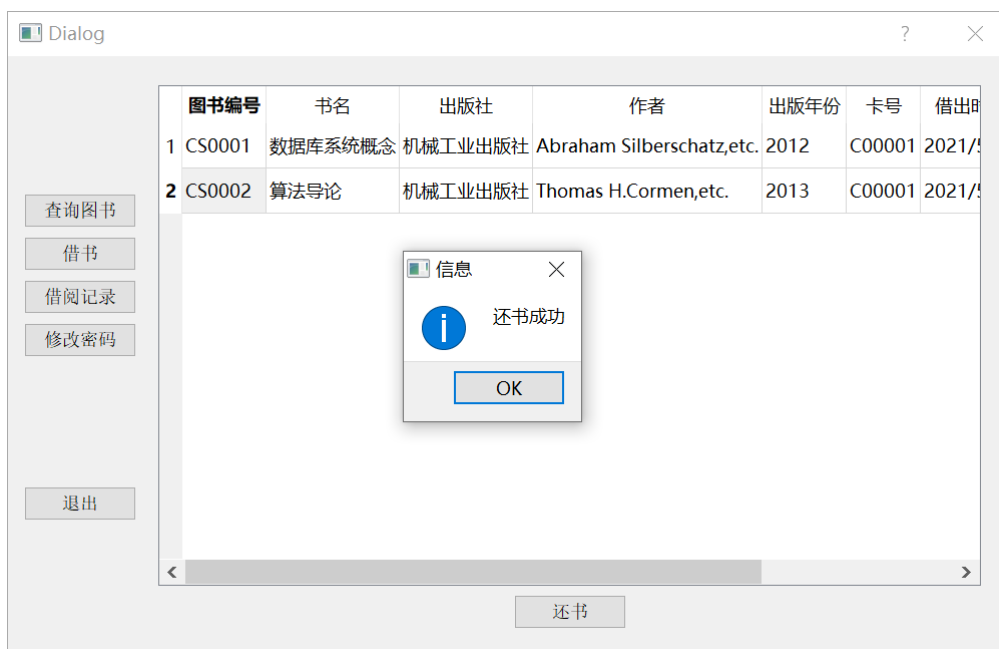 Dialog
图书编号 书名 出版社 作者 出版年份 卡号 借出
1 CS0001 数据库系统概念 机械工业出版社 Abraham Silberschatz,etc. 2012 C00001 2021/
2 CS0002 算法导论 机械工业出版社 Thomas H.Cormen,etc. 2013 C00001 2021/
查询图书
借书
借阅记录
修改密码
退出
信息
还书成功
OK
还书